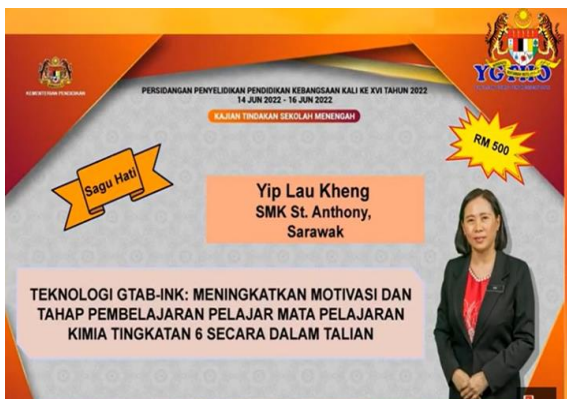 KEMENTERIAN PENDIDIKAN
PERSIDANGAN PENYELIDIKAN PENDIDIKAN KEBANGSAAN KALI KE XVI TAHUN 2022
14 JUN 2022 - 16 JUN 2022
KAJIAN TINDAKAN SEKOLAH MENENGAH
RM 500
Sagu Hati
Yip Lau Kheng
SMK St. Anthony,
Sarawak
TEKNOLOGI GTAB-INK: MENINGKATKAN MOTIVASI DAN
TAHAP PEMBELAJARAN PELAJAR MATA PELAJARAN
KIMIA TINGKATAN 6 SECARA DALAM TALIAN